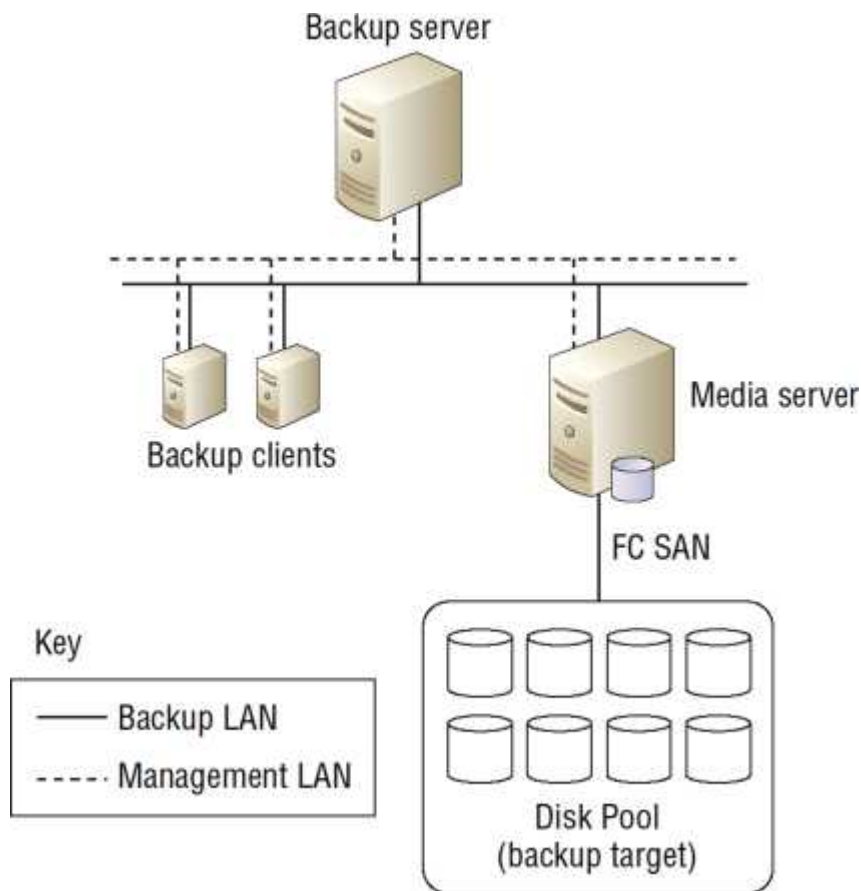 Backup server
Backup clients
Media server
FC SAN
Key
Backup LAN
Management LAN
Disk Pool
(backup target)